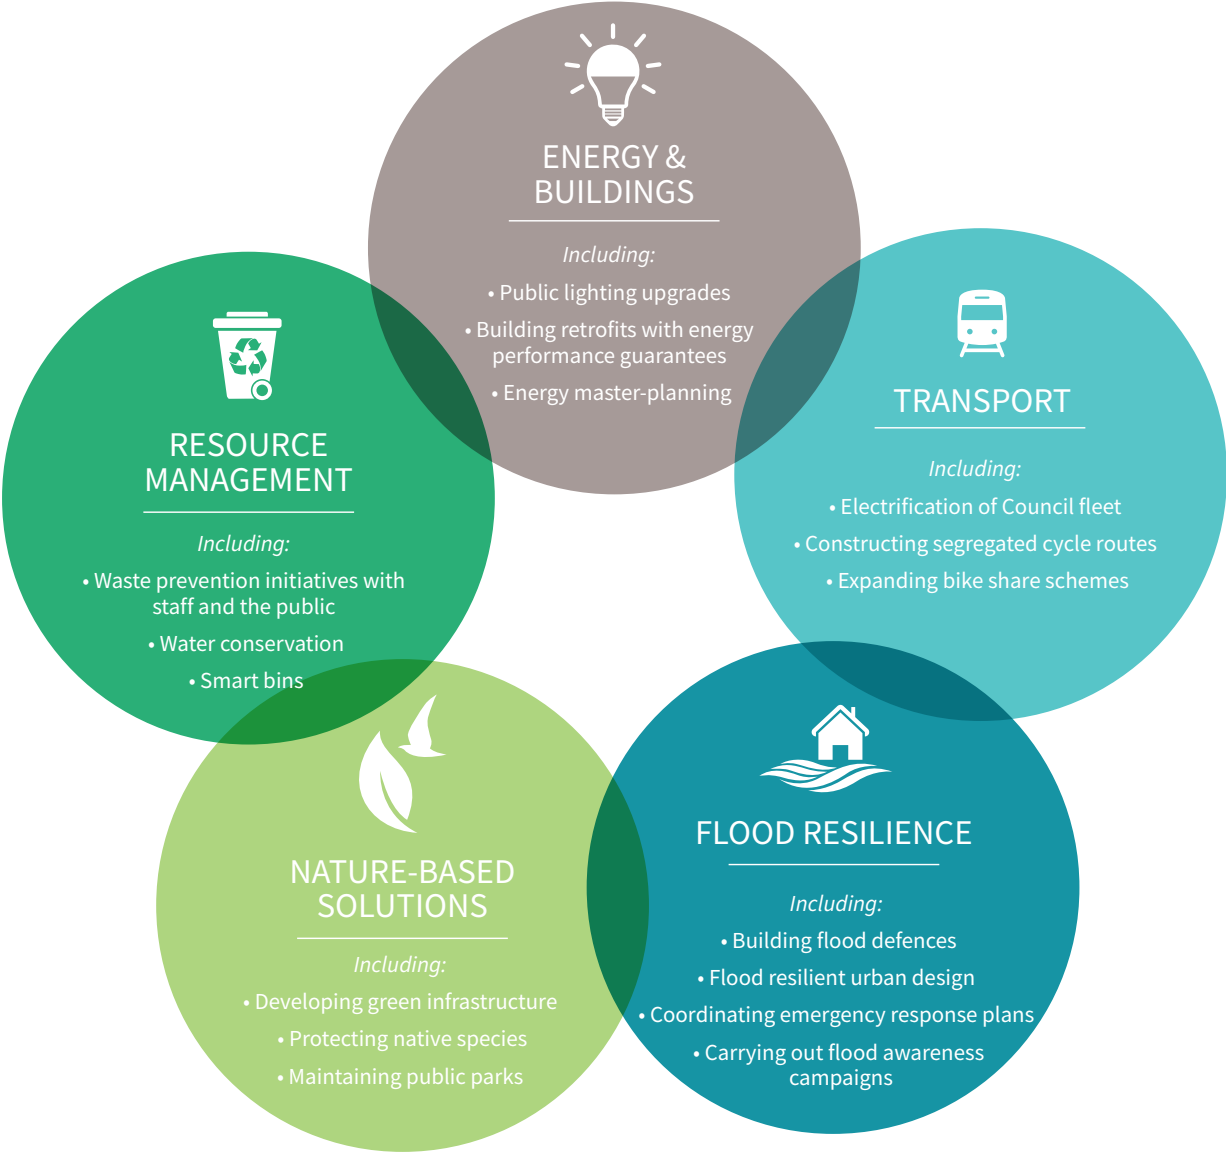 ENERGY &
BUILDINGS
Including:
• Public lighting upgrades
• Building retrofits with energy
performance guarantees
• Energy master-planning
TRANSPORT
Including:
• Electrification of Council fleet
• Constructing segregated cycle routes
• Expanding bike share schemes
RESOURCE
MANAGEMENT
Including:
• Waste prevention initiatives with
staff and the public
• Water conservation
• Smart bins
FLOOD RESILIENCE
Including:
• Building flood defences
• Flood resilient urban design
• Coordinating emergency response plans
• Carrying out flood awareness
campaigns
NATURE-BASED
SOLUTIONS
Including:
• Developing green infrastructure
• Protecting native species
• Maintaining public parks